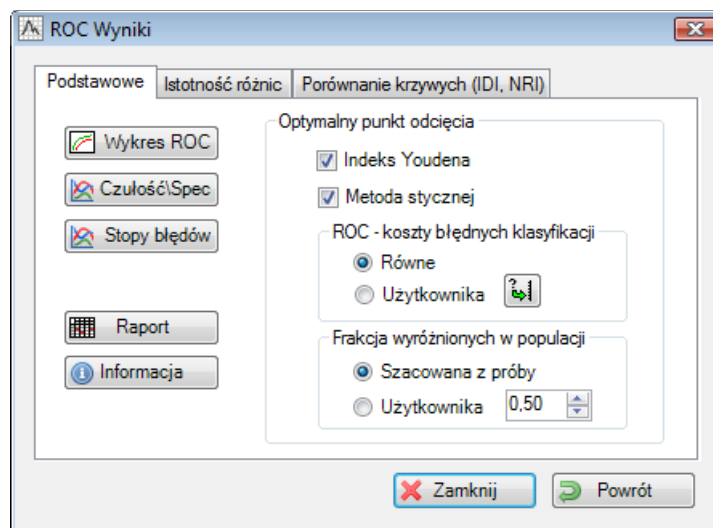 ROC Wyniki
Podstawowe
Istotność różnic
Porównanie krzywych (IDI, NRI)
Wykres ROC
Czułość\Spec
Stopy błędów
Raport
Informacja
Optymalny punkt odcięcia
Indeks Youdena
Metoda stycznej
ROC - koszty błędnych klasyfikacji
Równe
Użytkownika
Frakcja wyróżnionych w populacji
Szacowana z próby
Użytkownika 0,50
Zamknij
Powrót